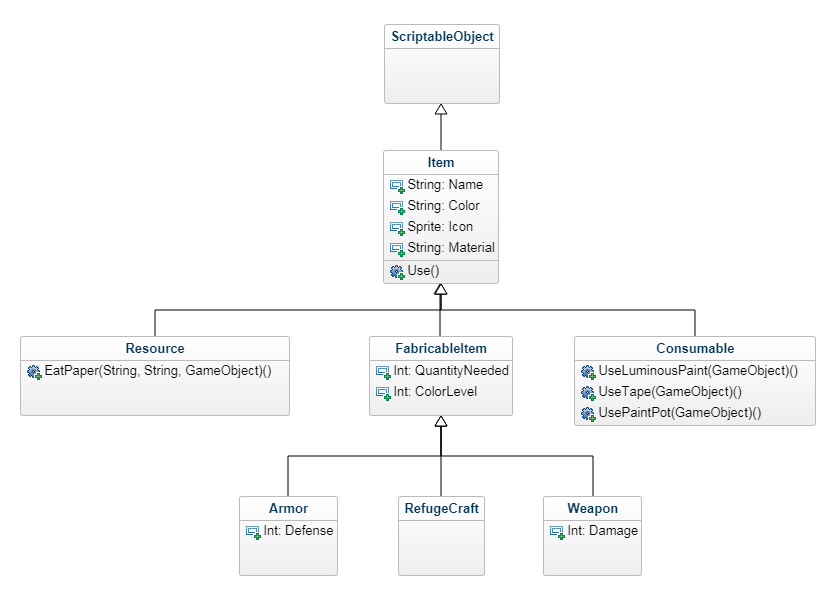 ScriptableObject
Item
String: Name
String: Color
Sprite: Icon
String: Material
Use()
Resource
EatPaper(String, String, GameObject)()
FabricableItem
Int: QuantityNeeded
Int: ColorLevel
Consumable
UseLuminousPaint(GameObject)()
UseTape(GameObject)()
UsePaintPot(GameObject)()
Armor
Int: Defense
RefugeCraft
Weapon
Int: Damage